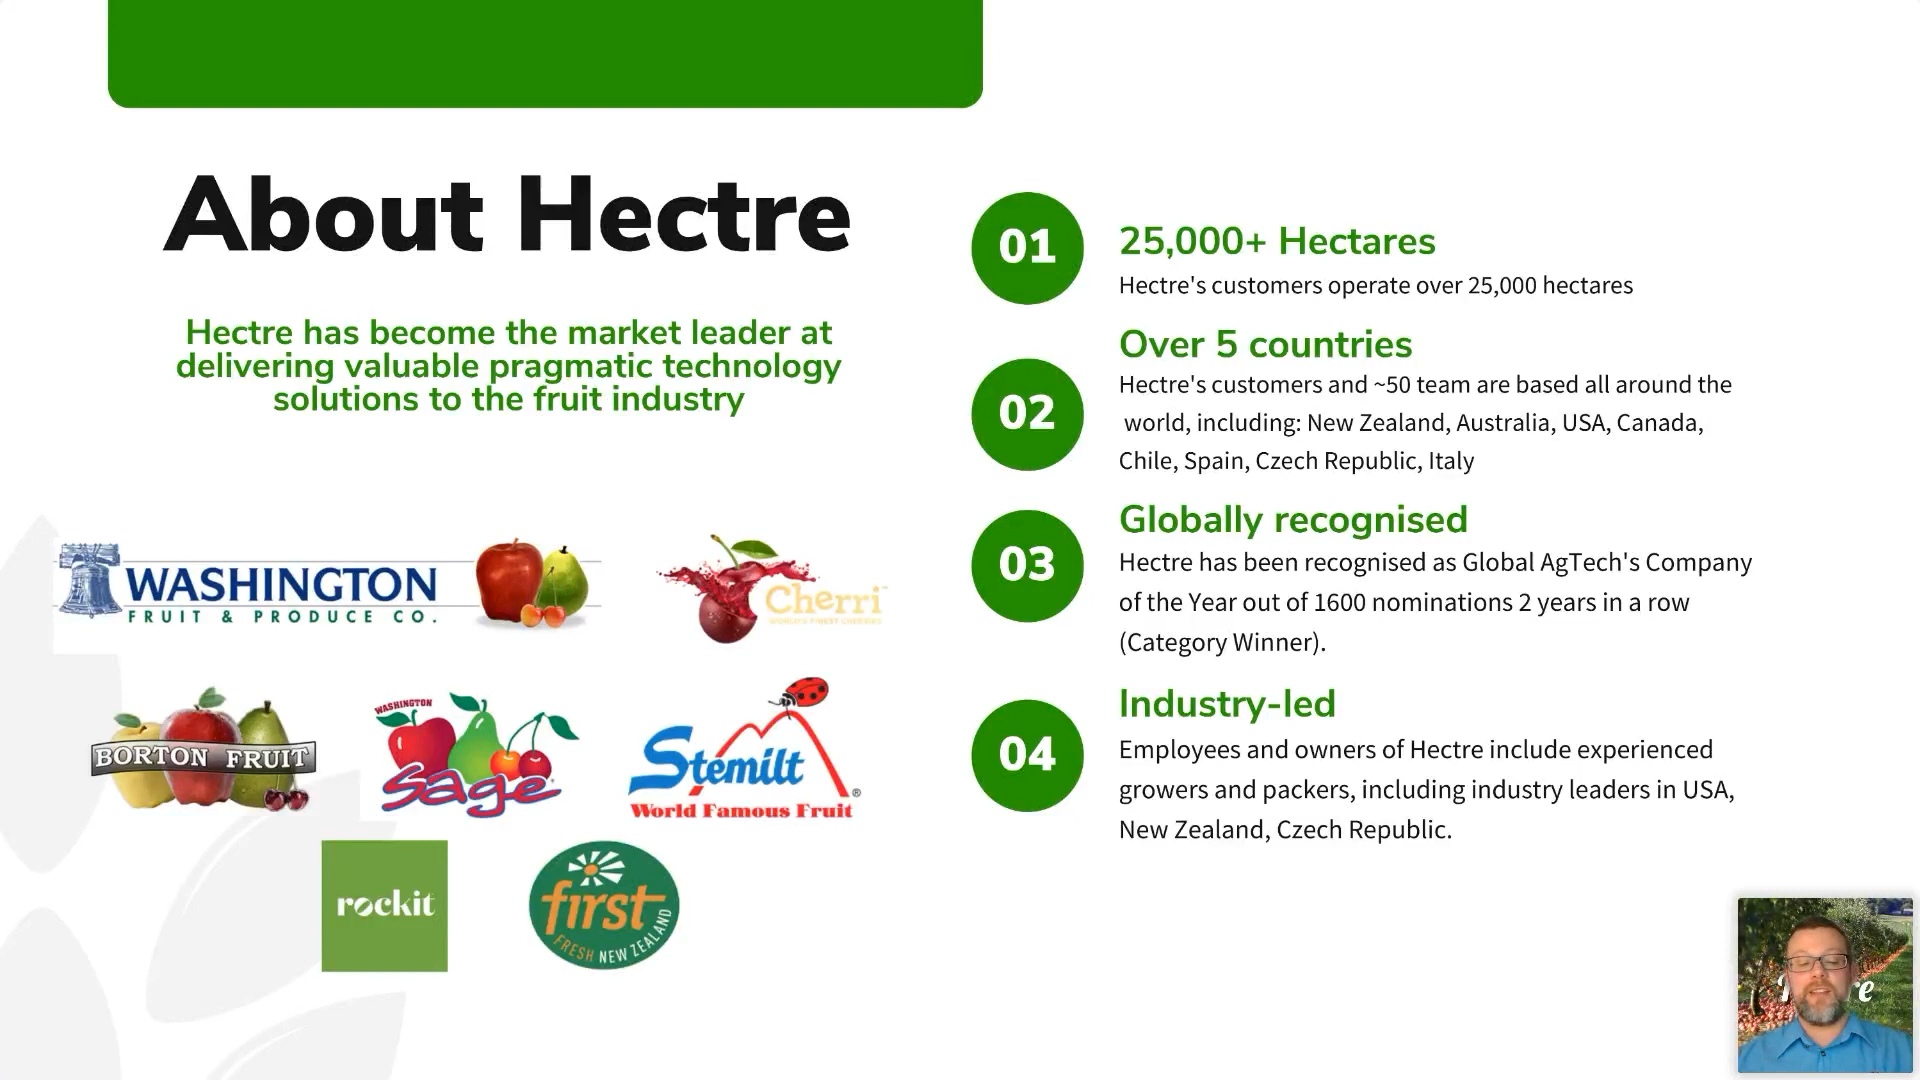 About Hectre
Hectre has become the market leader at
delivering valuable pragmatic technology
solutions to the fruit industry
WASHINGTON
FRUIT & PRODUCE CO.
Cherri™
WORLD'S FINEST CHERRIES
BORTON FRUIT
WASHINGTON
sage
Stemilt
®
World Famous Fruit
rockit
first
FRESH NEW ZEALAND
01
25,000+ Hectares
Hectre's customers operate over 25,000 hectares
02
Over 5 countries
Hectre's customers and ~50 team are based all around the
world, including: New Zealand, Australia, USA, Canada,
Chile, Spain, Czech Republic, Italy
03
Globally recognised
Hectre has been recognised as Global AgTech's Company
of the Year out of 1600 nominations 2 years in a row
(Category Winner).
04
Industry-led
Employees and owners of Hectre include experienced
growers and packers, including industry leaders in USA,
New Zealand, Czech Republic.